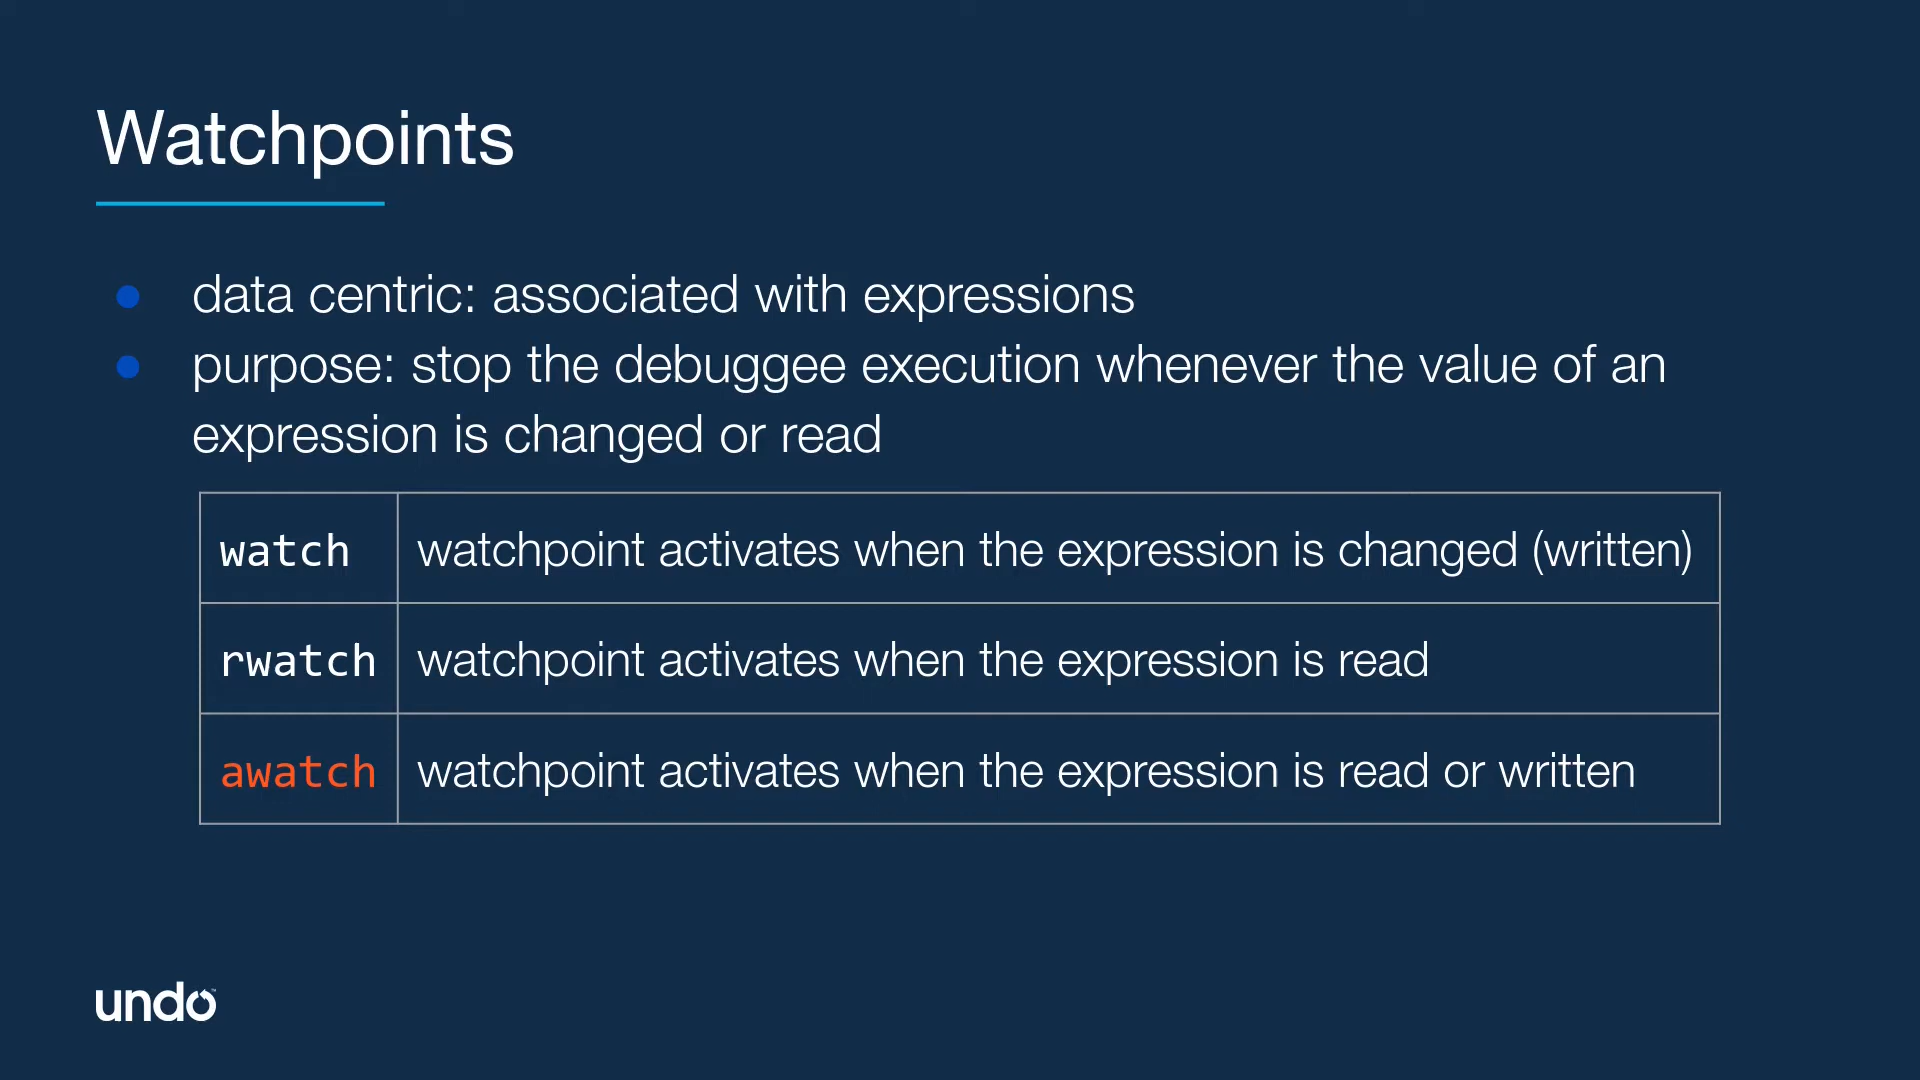 Watchpoints
● data centric: associated with expressions
● purpose: stop the debuggee execution whenever the value of an
expression is changed or read
watch watchpoint activates when the expression is changed (written)
rwatch watchpoint activates when the expression is read
awatch watchpoint activates when the expression is read or written
undo™